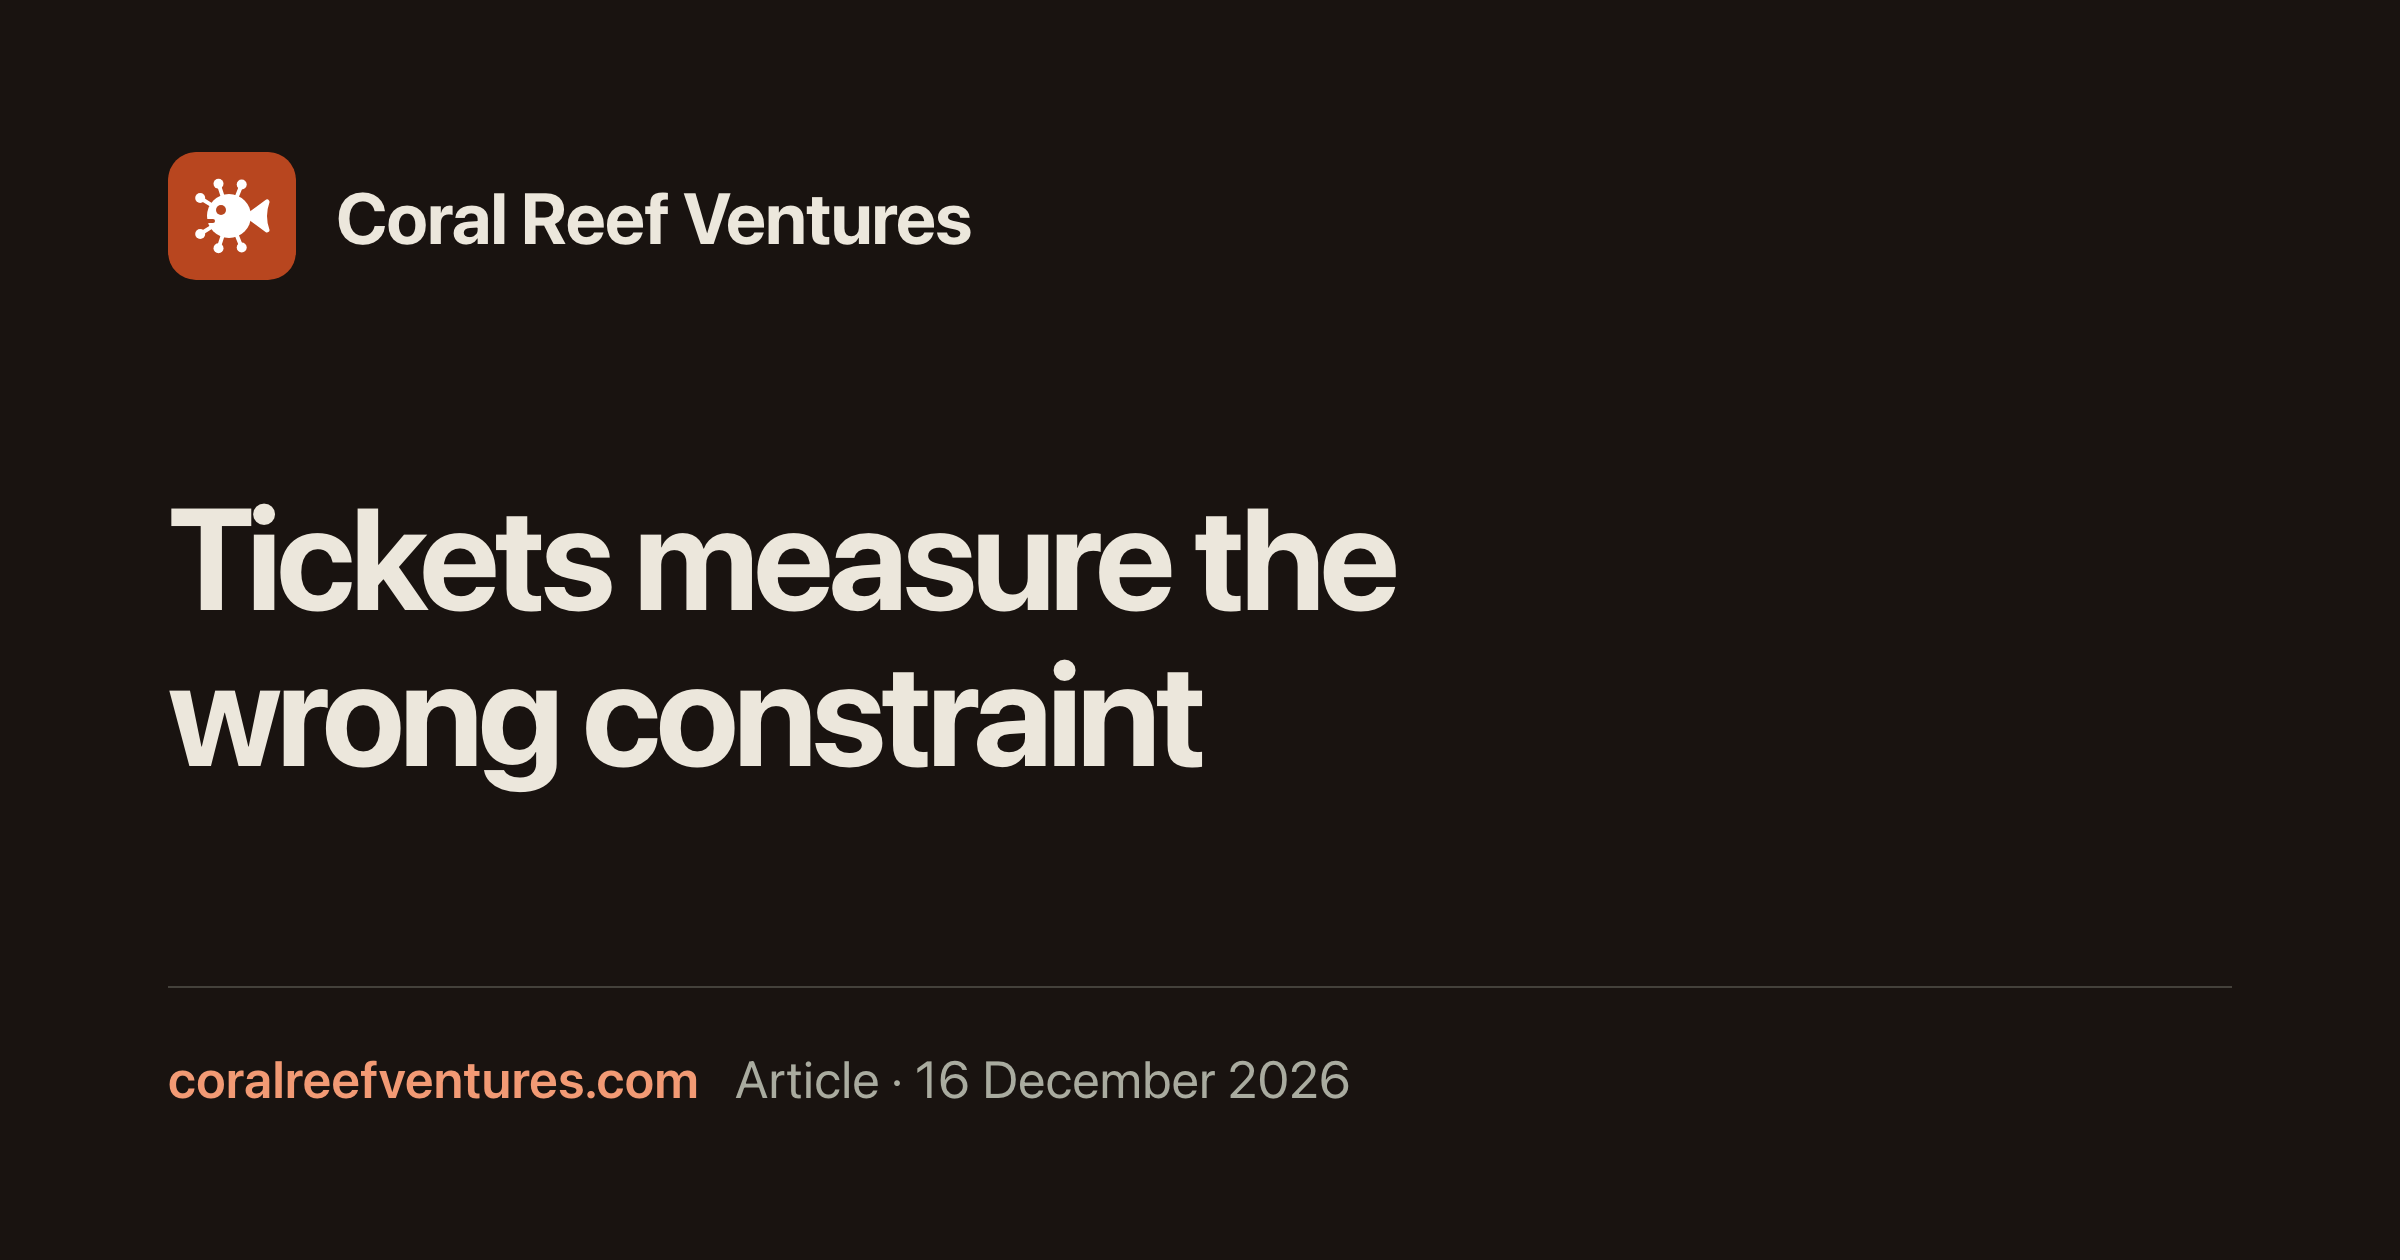 Coral Reef Ventures
Tickets measure the
wrong constraint
coralreefventures.com Article · 16 December 2026